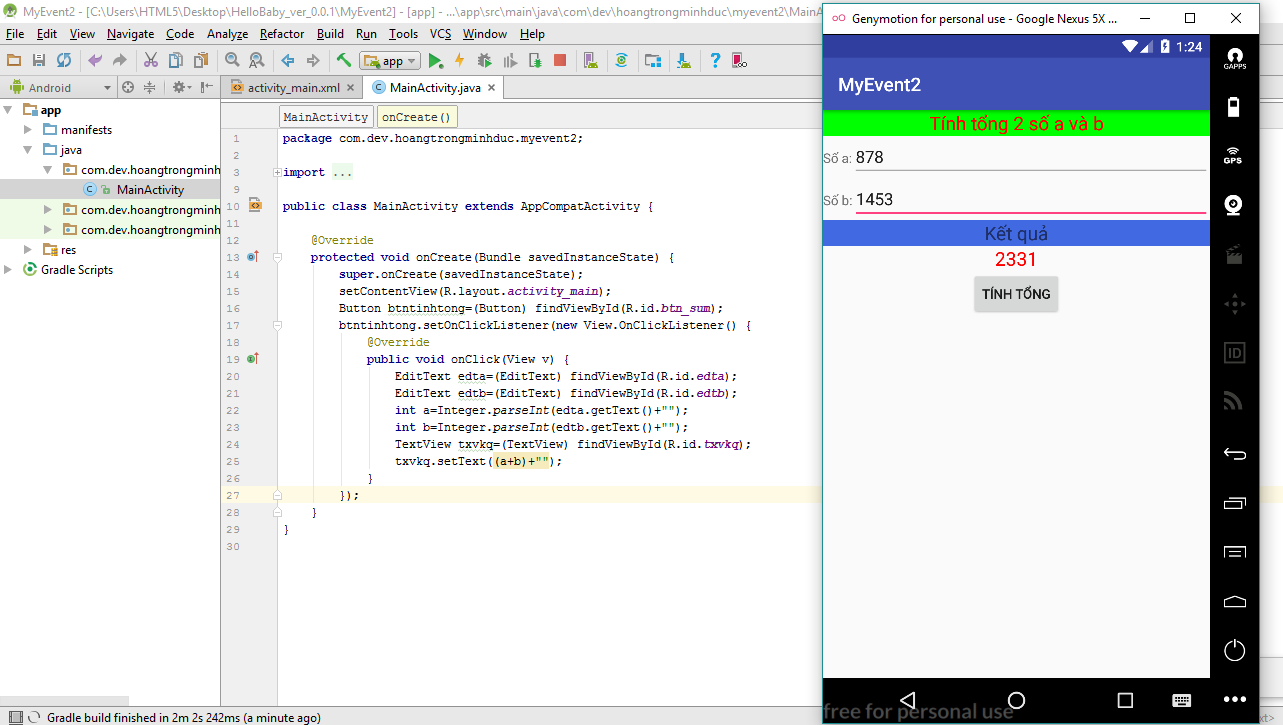 MyEvent2 - [C:\Users\HTML5\Desktop\HelloBaby_ver_0.0.1\MyEvent2] - [app] - ...\app\src\main\java\com\dev\hoangtrongminhduc\myevent2\MainA
File Edit View Navigate Code Analyze Refactor Build Run Tools VCS Window Help
app
Android
activity_main.xml
MainActivity.java
app
manifests
java
com.dev.hoangtrongminh
MainActivity
com.dev.hoangtrongminh
com.dev.hoangtrongminh
res
Gradle Scripts
MainActivity onCreate()
1 package com.dev.hoangtrongminhduc.myevent2;
2
3 import ...
9
10 public class MainActivity extends AppCompatActivity {
11
12 @Override
13 protected void onCreate(Bundle savedInstanceState) {
14 super.onCreate(savedInstanceState);
15 setContentView(R.layout.activity_main);
16 Button btntinhtong=(Button) findViewById(R.id.btn_sum);
17 btntinhtong.setOnClickListener(new View.OnClickListener() {
18 @Override
19 public void onClick(View v) {
20 EditText edta=(EditText) findViewById(R.id.edta);
21 EditText edtb=(EditText) findViewById(R.id.edtb);
22 int a=Integer.parseInt(edta.getText()+"");
23 int b=Integer.parseInt(edtb.getText()+"");
24 TextView txvkq=(TextView) findViewById(R.id.txvkq);
25 txvkq.setText((a+b)+"");
26 }
27 });
28 }
29 }
30
Gradle build finished in 2m 23s242ms (a minute ago)
Genymotion for personal use - Google Nexus 5X ...
1:24
MyEvent2
Tính tổng 2 số a và b
Số a: 878
Số b: 1453
Kết quả
2331
TÍNH TỔNG
free for personal use
GAPPS
GPS
ID